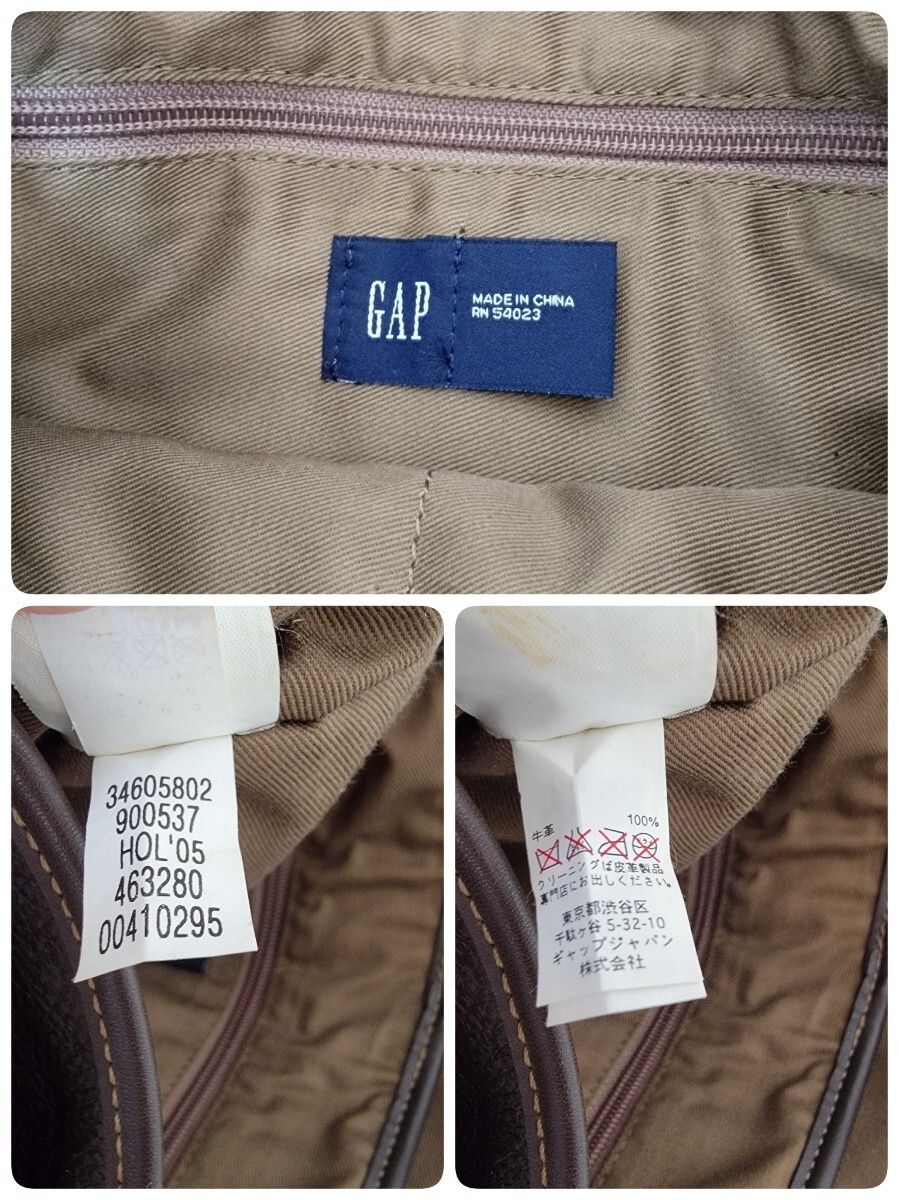 GAP
MADE IN CHINA
RN 54023
34605802
900537
HOL'05
463280
00410295
牛革 100%
クリーニングは皮革製品
専門店にお出しください。
東京都渋谷区
千駄ヶ谷 5-32-10
ギャップジャパン
株式会社